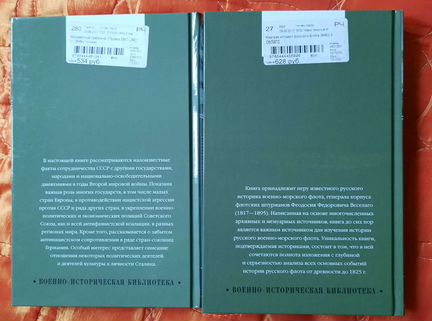 280
РЧ
534 руб.
В настоящей книге рассматриваются малоизвестные
факты сотрудничества СССР с другими государствами,
народами и национально-освободительными
движениями в годы Второй мировой войны. Показана
важная роль многих государств, в том числе малых
стран Европы, в противодействии нацистской агрессии
против СССР и ряда других стран, в укреплении военно-
политических и экономических позиций Советского
Союза, как и всей антифашистской коалиции, в разных
регионах мира. Кроме того, рассказывается о забытом
антинацистском сопротивлении в ряде стран-союзниц
Германии. Особый интерес представляет описание
отношения некоторых политических деятелей
и деятелей культуры к личности Сталина.
ВОЕННО-ИСТОРИЧЕСКАЯ БИБЛИОТЕКА
27
РЧ
628 руб.
Книга принадлежит перу известного русского
историка военно-морского флота, генерала корпуса
флотских штурманов Феодосия Федоровича Веселаго
(1817—1895). Написанная на основе многочисленных
архивных и мемуарных источников, книга до сих пор
является важным источником для изучения истории
русского военно-морского флота. Уникальность книги,
подтверждаемая историками, состоит в том, что в ней
сочетаются полнота изложения с глубиной
и серьезностью анализа всех основных событий
истории русского флота от древности до 1825 г.
ВОЕННО-ИСТОРИЧЕСКАЯ БИБЛИОТЕКА